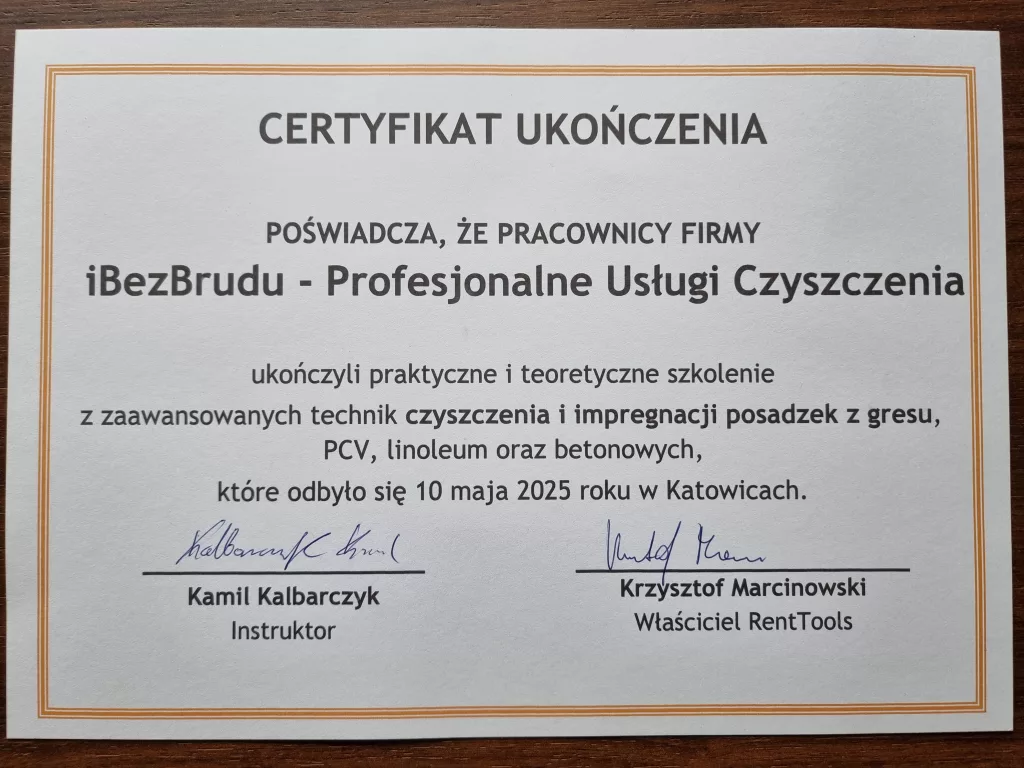 CERTYFIKAT UKOŃCZENIA
POŚWIADCZA, ŻE PRACOWNICY FIRMY
iBezBrudu - Profesjonalne Usługi Czyszczenia
ukończyli praktyczne i teoretyczne szkolenie
z zaawansowanych technik czyszczenia i impregnacji posadzek z gresu,
PCV, linoleum oraz betonowych,
które odbyło się 10 maja 2025 roku w Katowicach.
Kamil Kalbarczyk
Instruktor
Krzysztof Marcinowski
Właściciel RentTools